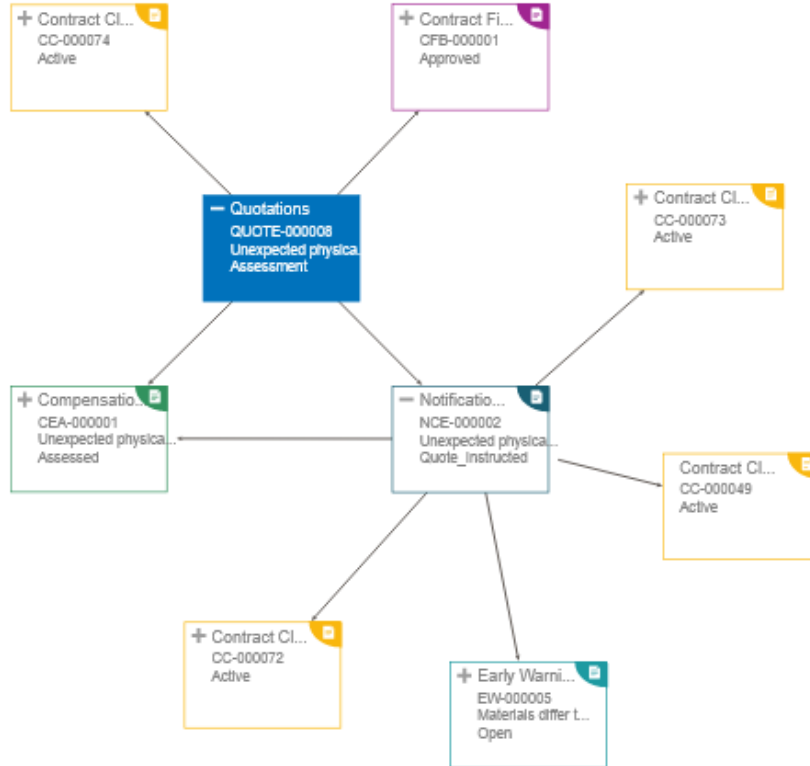 Contract Cl...
CC-000074
Active
Contract Fi...
CFB-000001
Approved
Quotations
QUOTE-000008
Unexpected physica...
Assessment
Contract Cl...
CC-000073
Active
Compensatio...
CEA-000001
Unexpected physica...
Assessed
Notificatio...
NCE-000002
Unexpected physica...
Quote_Instructed
Contract Cl...
CC-000049
Active
Contract Cl...
CC-000072
Active
Early Warni...
EW-000005
Materials differ t...
Open